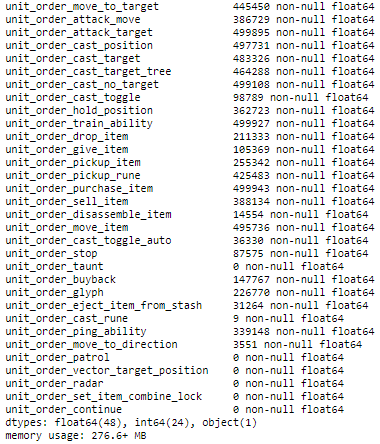 unit_order_move_to_target 445450 non-null float64
unit_order_attack_move 386729 non-null float64
unit_order_attack_target 499895 non-null float64
unit_order_cast_position 497731 non-null float64
unit_order_cast_target 483326 non-null float64
unit_order_cast_target_tree 464288 non-null float64
unit_order_cast_no_target 499108 non-null float64
unit_order_cast_toggle 98789 non-null float64
unit_order_hold_position 362723 non-null float64
unit_order_train_ability 499927 non-null float64
unit_order_drop_item 211333 non-null float64
unit_order_give_item 105369 non-null float64
unit_order_pickup_item 255342 non-null float64
unit_order_pickup_rune 425483 non-null float64
unit_order_purchase_item 499943 non-null float64
unit_order_sell_item 388134 non-null float64
unit_order_disassemble_item 14554 non-null float64
unit_order_move_item 495736 non-null float64
unit_order_cast_toggle_auto 36330 non-null float64
unit_order_stop 87575 non-null float64
unit_order_taunt 0 non-null float64
unit_order_buyback 147767 non-null float64
unit_order_glyph 226770 non-null float64
unit_order_eject_item_from_stash 31264 non-null float64
unit_order_cast_rune 9 non-null float64
unit_order_ping_ability 339148 non-null float64
unit_order_move_to_direction 3551 non-null float64
unit_order_patrol 0 non-null float64
unit_order_vector_target_position 0 non-null float64
unit_order_radar 0 non-null float64
unit_order_set_item_combine_lock 0 non-null float64
unit_order_continue 0 non-null float64
dtypes: float64(48), int64(24), object(1)
memory usage: 276.6+ MB